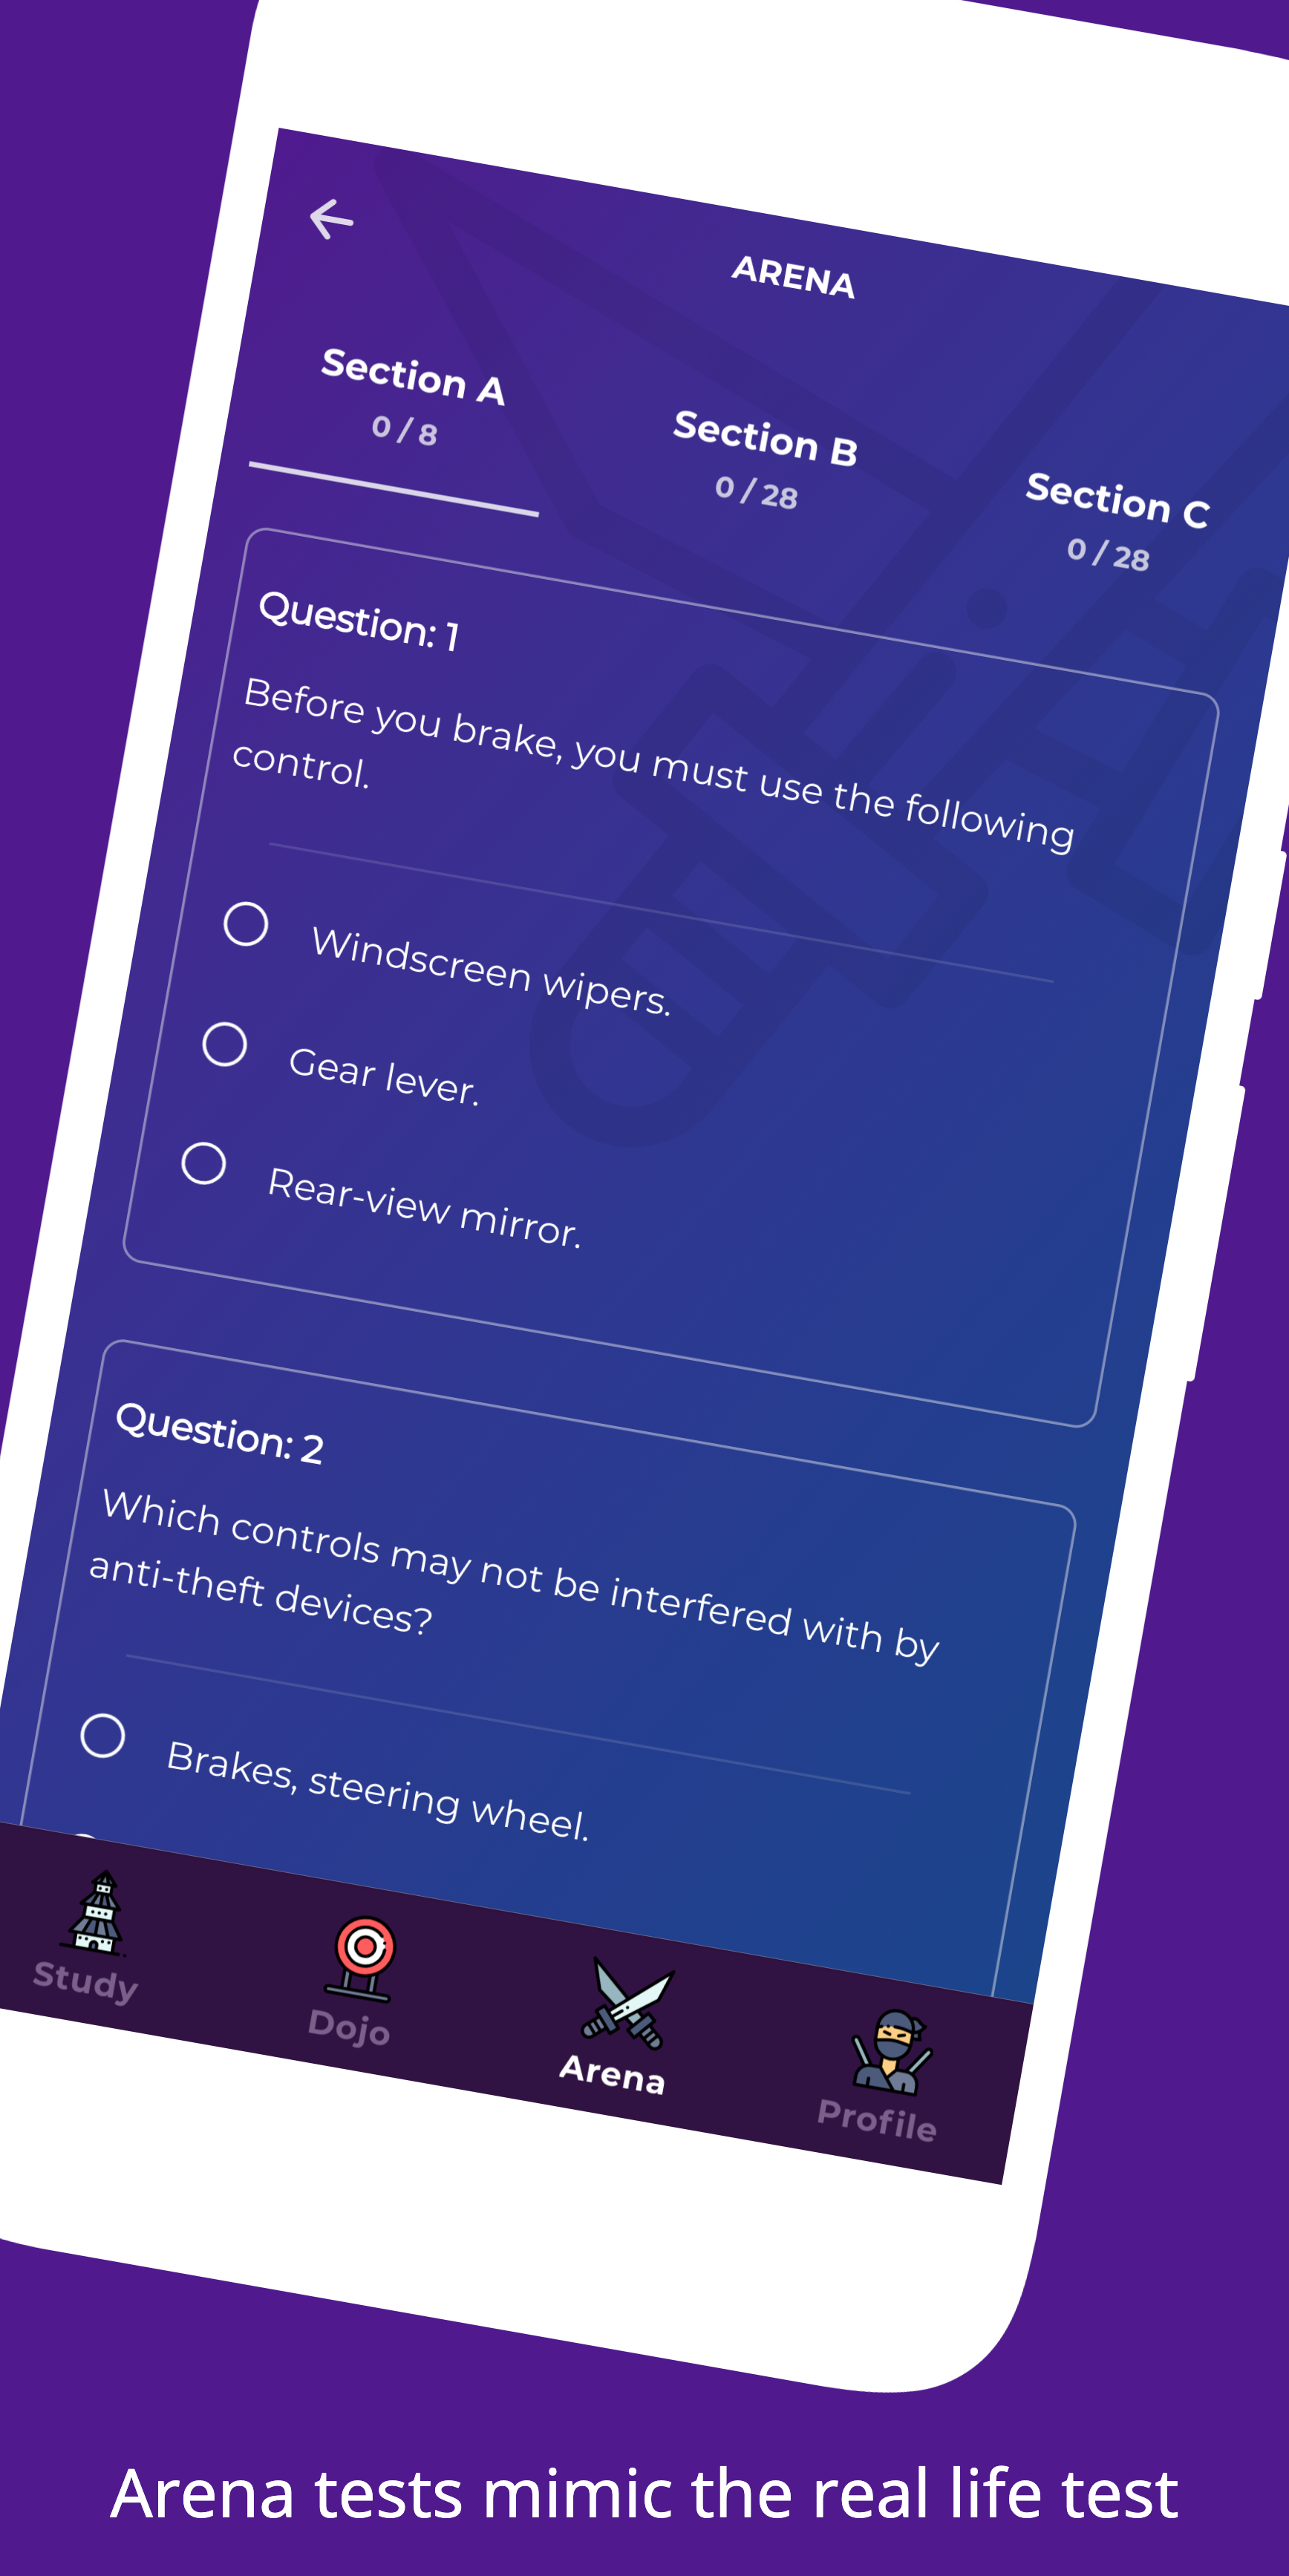 ARENA
Section A
0 / 8
Section B
0 / 28
Section C
0 / 28
Question: 1
Before you brake, you must use the following
control.
Windscreen wipers.
Gear lever.
Rear-view mirror.
Question: 2
Which controls may not be interfered with by
anti-theft devices?
Brakes, steering wheel.
Study
Dojo
Arena
Profile
Arena tests mimic the real life test